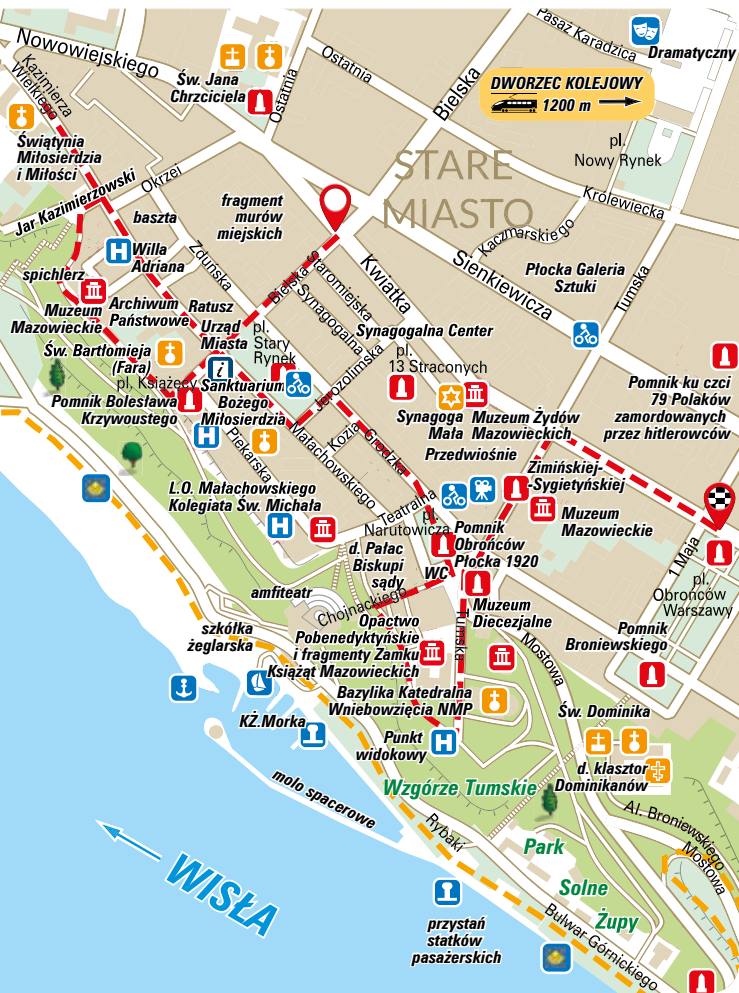 Pasaż Karadzica
Dramatyczny
Nowowiejskiego
Ostatnia
Bielska
DWORZEC KOLEJOWY
1200 m
Kazimierza
Wielkiego
Św. Jana
Chrzciciela
Ostatnia
Świątynia
Miłosierdzia
i Miłości
pl.
Nowy Rynek
STARE
MIASTO
Okrzei
Jar Kazimierzowski
Królewiecka
fragment
murów
miejskich
baszta
Kaczmarskiego
Sienkiewicza
Willa
Adriana
Zduńska
Bielska
Staromiejska
Kwiatka
Płocka Galeria
Sztuki
Tumska
spichlerz
Muzeum
Mazowieckie
Archiwum
Państwowe
Ratusz
Urząd
Miasta
Synagogalna
pl.
Stary
Rynek
Synagogalna Center
pl.
13 Straconych
Jerozolimska
Św. Bartłomieja
(Fara)
pl. Książęcy
Pomnik Bolesława
Krzywoustego
Sanktuarium
Bożego
Miłosierdzia
Pomnik ku czci
79 Polaków
zamordowanych
przez hitlerowców
Synagoga
Mała
Muzeum Żydów
Mazowieckich
Piekarska
Małachowskiego
Kozia
Grodzka
Przedwiośnie
Zimińskiej-
-Sygietyńskiej
L.O. Małachowskiego
Kolegiata Św. Michała
Teatralna
pl.
Narutowicza
Muzeum
Mazowieckie
Pomnik
Obrońców
Płocka 1920
d. Pałac
Biskupi
sądy
WC
1 Maja
pl.
Obrońców
Warszawy
amfiteatr
Chojnackiego
Muzeum
Diecezjalne
Opactwo
Pobenedyktyńskie
i fragmenty Zamku
Książąt Mazowieckich
Tumska
Mostowa
Pomnik
Broniewskiego
szkółka
żeglarska
Bazylika Katedralna
Wniebowzięcia NMP
Św. Dominika
KŻ.Morka
Punkt
widokowy
d. klasztor
Dominikanów
molo spacerowe
Wzgórze Tumskie
Al. Broniewskiego
Mostowa
Rybaki
Park
Solne
Żupy
WISŁA
przystań
statków
pasażerskich
Bulwar Górnickiego